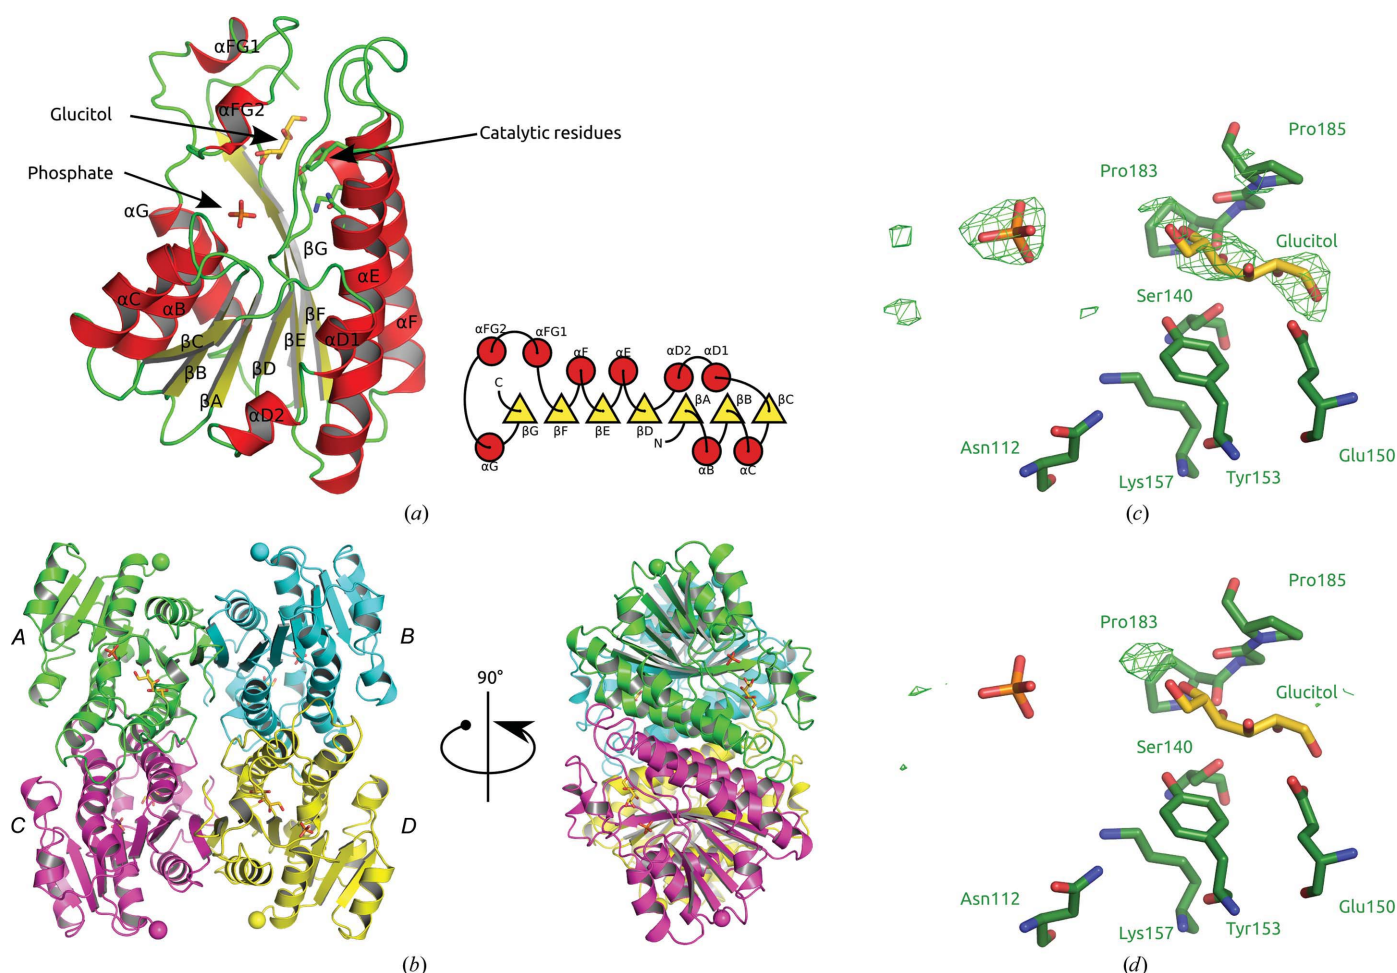 αFG1
αFG2
Glucitol
Catalytic residues
Phosphate
αG
βG
αE
αC
αB
βF
αF
βC
βE
αD1
βB
βD
βA
αD2
αFG2
αFG1
αF
αE
αD2
αD1
C
βA
βB
βC
βG
βF
βE
βD
N
αG
αB
αC
(a)
Pro185
Pro183
Glucitol
Ser140
Asn112
Glu150
Lys157
Tyr153
(c)
A
B
C
D
90°
(b)
Pro185
Pro183
Glucitol
Ser140
Asn112
Glu150
Lys157
Tyr153
(d)